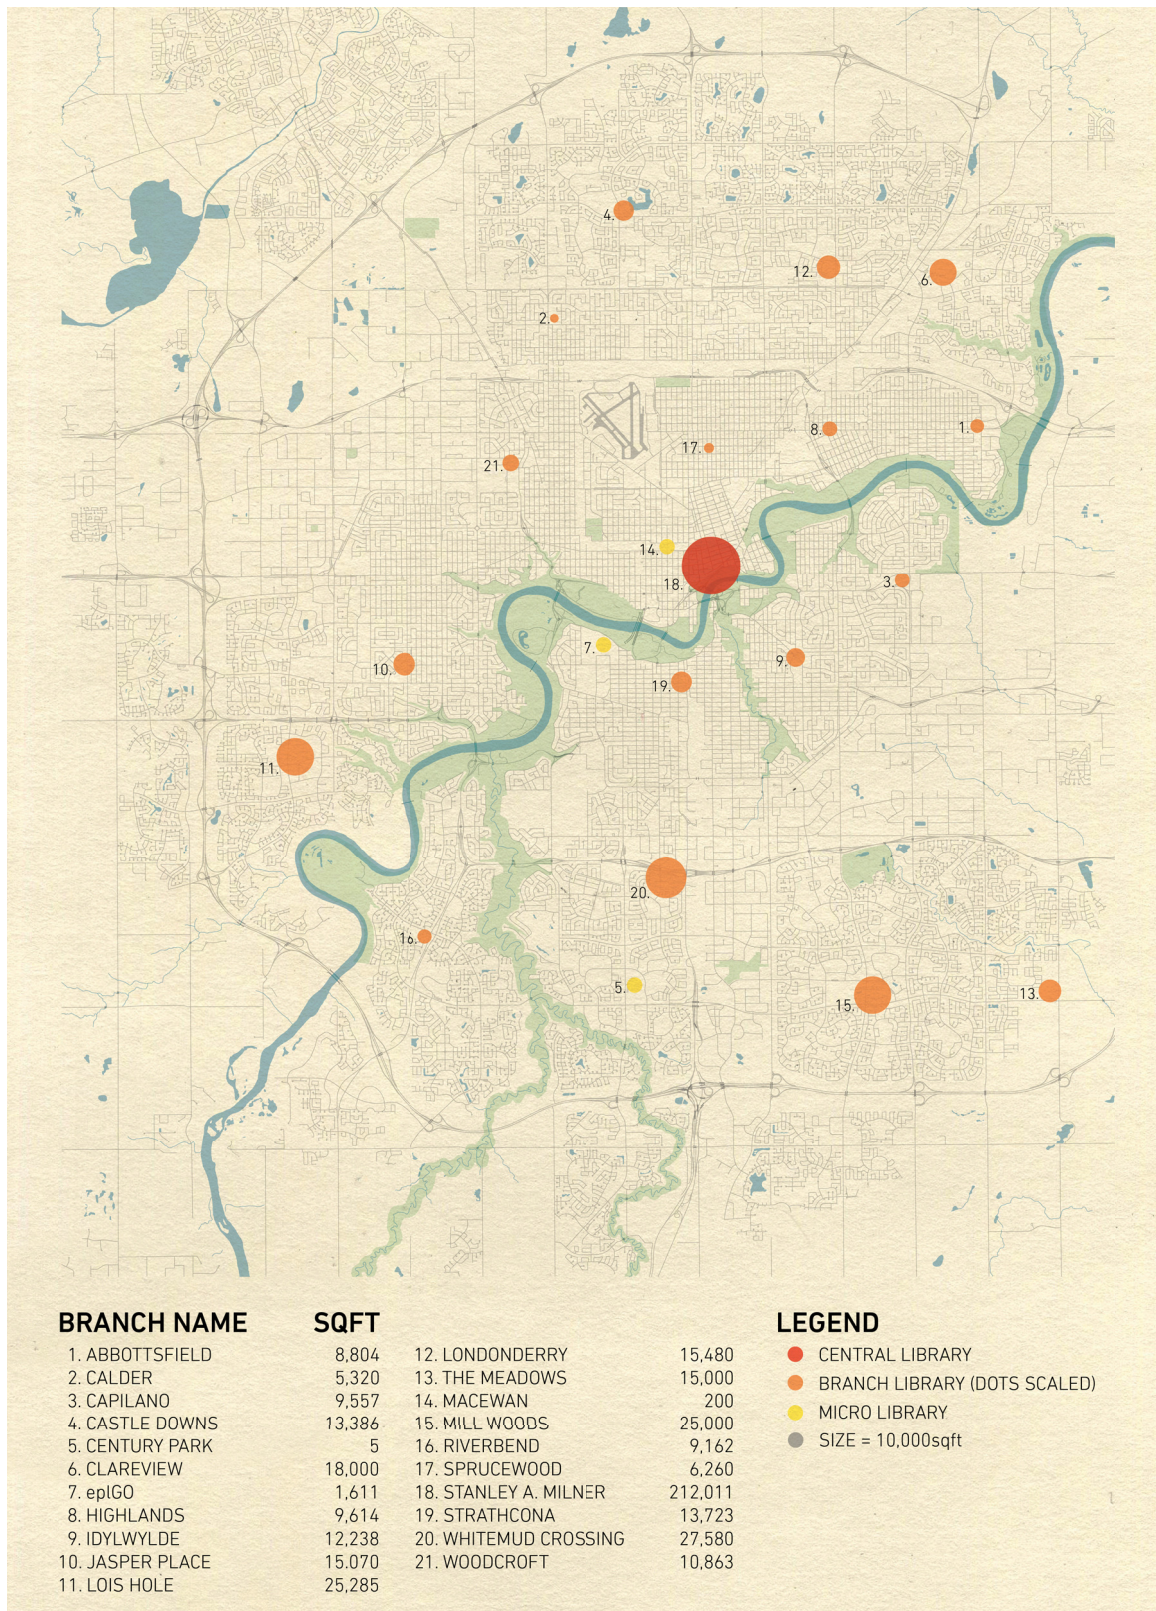 4.
12.
6.
2.
8.
1.
17.
21.
14.
18.
3.
7.
10.
9.
19.
11.
20.
16.
5.
15.
13.
BRANCH NAME SQFT
1. ABBOTTSFIELD 8,804
2. CALDER 5,320
3. CAPILANO 9,557
4. CASTLE DOWNS 13,386
5. CENTURY PARK 5
6. CLAREVIEW 18,000
7. eplGO 1,611
8. HIGHLANDS 9,614
9. IDYLWYLDE 12,238
10. JASPER PLACE 15.070
11. LOIS HOLE 25,285
12. LONDONDERRY 15,480
13. THE MEADOWS 15,000
14. MACEWAN 200
15. MILL WOODS 25,000
16. RIVERBEND 9,162
17. SPRUCEWOOD 6,260
18. STANLEY A. MILNER 212,011
19. STRATHCONA 13,723
20. WHITEMUD CROSSING 27,580
21. WOODCROFT 10,863
LEGEND
CENTRAL LIBRARY
BRANCH LIBRARY (DOTS SCALED)
MICRO LIBRARY
SIZE = 10,000sqft